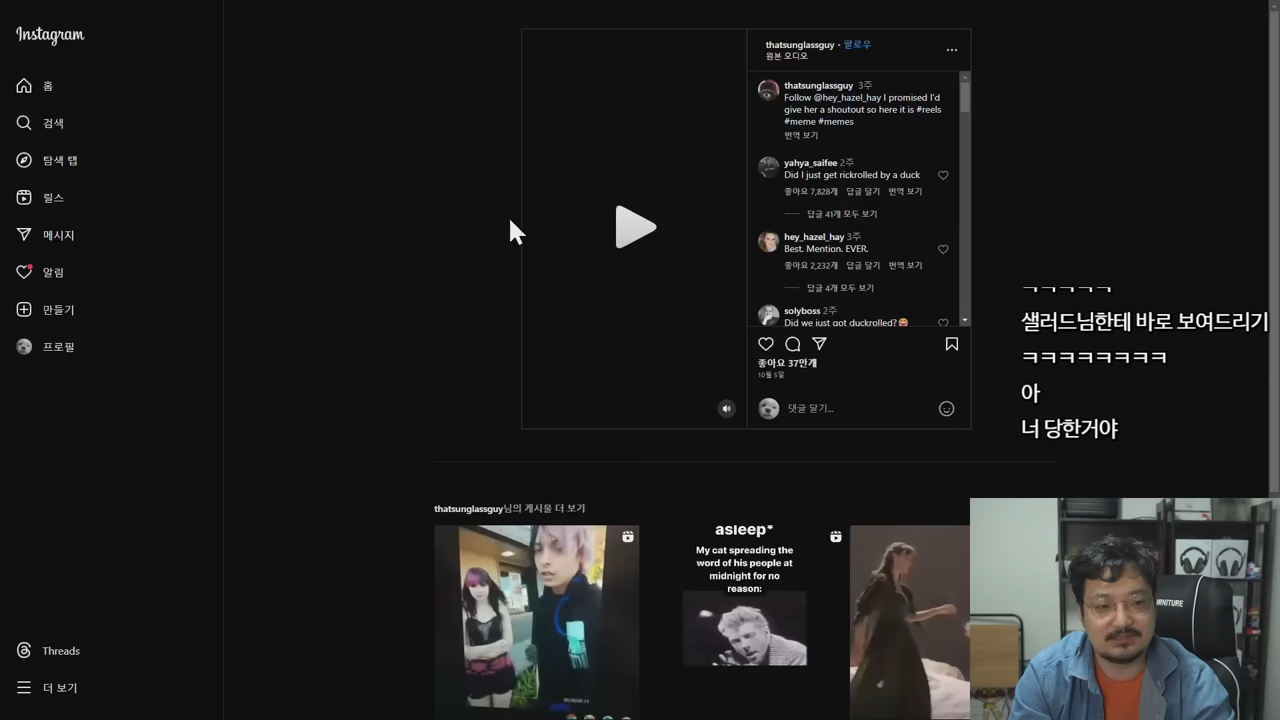 Instagram
홈
검색
탐색 탭
릴스
메시지
알림
만들기
프로필
Threads
더 보기
thatsunglassguy • 팔로우
원본 오디오
thatsunglassguy 3주
Follow @hey_hazel_hay I promised I'd
give her a shoutout so here it is #reels
#meme #memes
번역 보기
yahya_saifee 2주
Did I just get rickrolled by a duck
좋아요 7,828개 답글 달기 번역 보기
답글 41개 모두 보기
hey_hazel_hay 3주
Best. Mention. EVER.
좋아요 2,232개 답글 달기 번역 보기
답글 4개 모두 보기
solyboss 2주
Did we just got duckrolled?🤩
좋아요 37만개
10월 5일
댓글 달기...
thatsunglassguy님의 게시물 더 보기
asleep*
My cat spreading the
word of his people at
midnight for no
reason:
ㅋㅋㅋㅋㅋ
샐러드님한테 바로 보여드리기
ㅋㅋㅋㅋㅋㅋㅋㅋ
아
너 당한거야